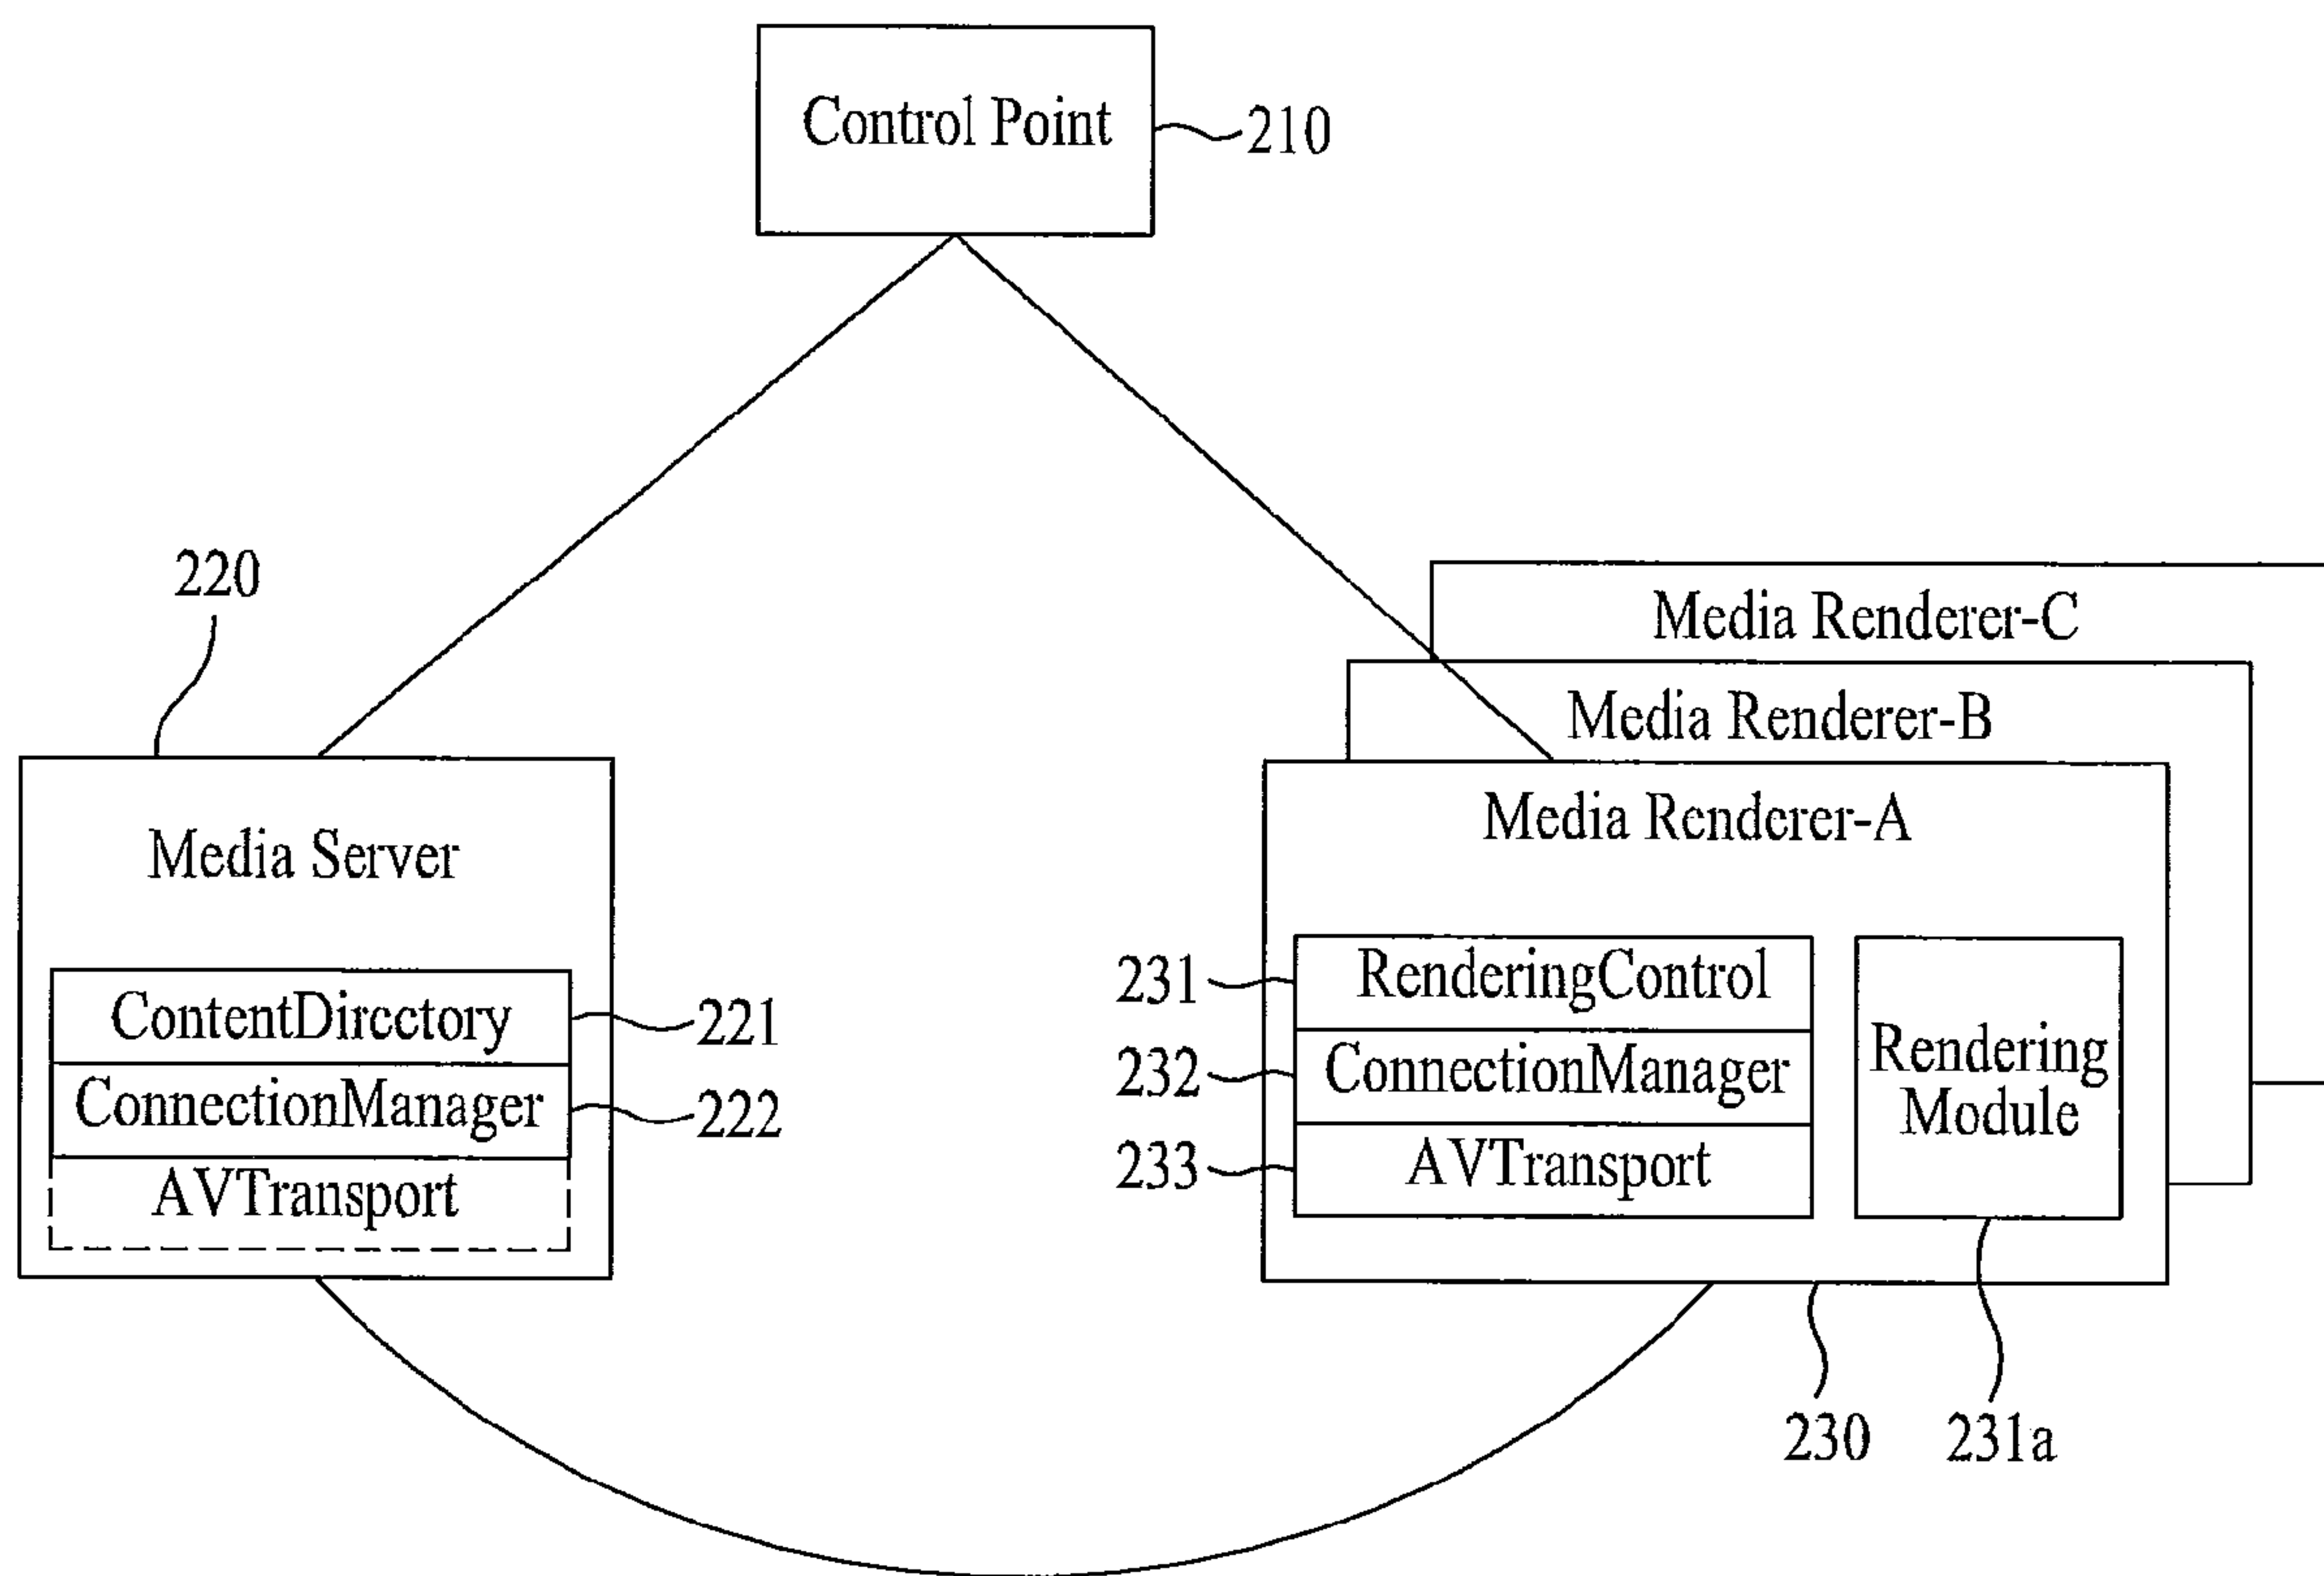 Control Point
210
220
Media Renderer-C
Media Renderer-B
Media Renderer-A
Media Server
ContentDirectory
221
ConnectionManager
222
AVTransport
231
RenderingControl
232
ConnectionManager
233
AVTransport
Rendering
Module
230
231a